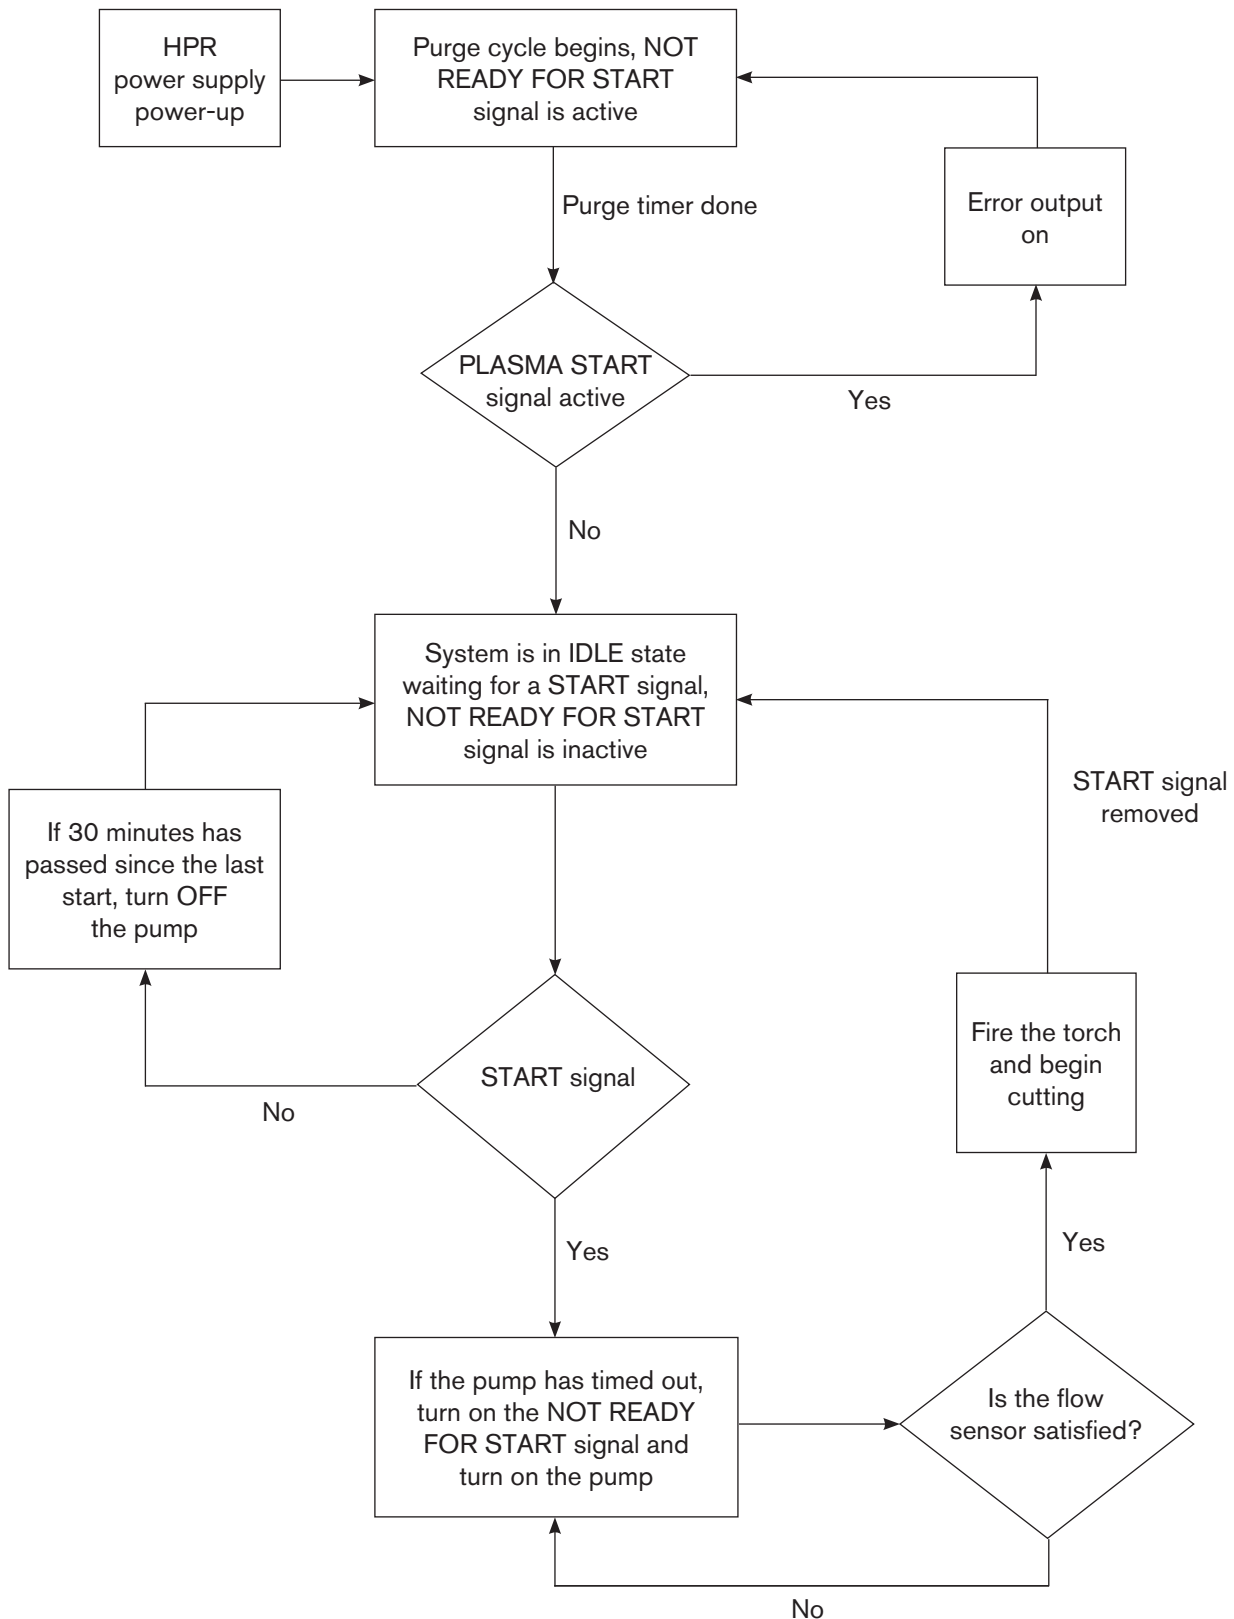 HPR
power supply
power-up
Purge cycle begins, NOT
READY FOR START
signal is active
Error output
on
Purge timer done
PLASMA START
signal active
Yes
No
System is in IDLE state
waiting for a START signal,
NOT READY FOR START
signal is inactive
START signal
removed
If 30 minutes has
passed since the last
start, turn OFF
the pump
START signal
No
Fire the torch
and begin
cutting
Yes
Yes
If the pump has timed out,
turn on the NOT READY
FOR START signal and
turn on the pump
Is the flow
sensor satisfied?
No